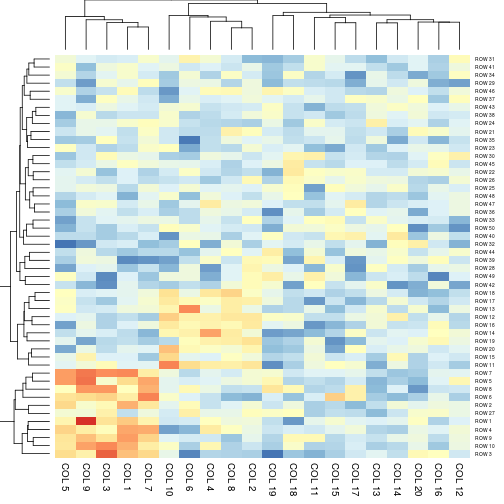 ROW 31
ROW 41
ROW 34
ROW 29
ROW 46
ROW 37
ROW 43
ROW 38
ROW 24
ROW 21
ROW 35
ROW 23
ROW 30
ROW 45
ROW 22
ROW 26
ROW 25
ROW 48
ROW 47
ROW 36
ROW 33
ROW 50
ROW 40
ROW 32
ROW 44
ROW 39
ROW 28
ROW 49
ROW 42
ROW 18
ROW 17
ROW 13
ROW 12
ROW 16
ROW 14
ROW 19
ROW 20
ROW 15
ROW 11
ROW 7
ROW 5
ROW 8
ROW 6
ROW 2
ROW 27
ROW 1
ROW 4
ROW 9
ROW 10
ROW 3
COL 5
COL 9
COL 3
COL 1
COL 7
COL 10
COL 6
COL 4
COL 8
COL 2
COL 19
COL 18
COL 11
COL 15
COL 17
COL 13
COL 14
COL 20
COL 16
COL 12